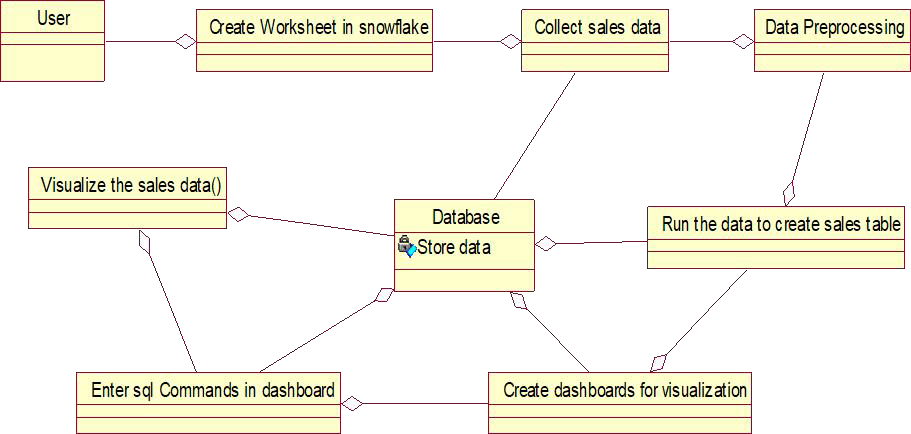 User
Create Worksheet in snowflake
Collect sales data
Data Preprocessing
Visualize the sales data()
Database
Store data
Run the data to create sales table
Enter sql Commands in dashboard
Create dashboards for visualization